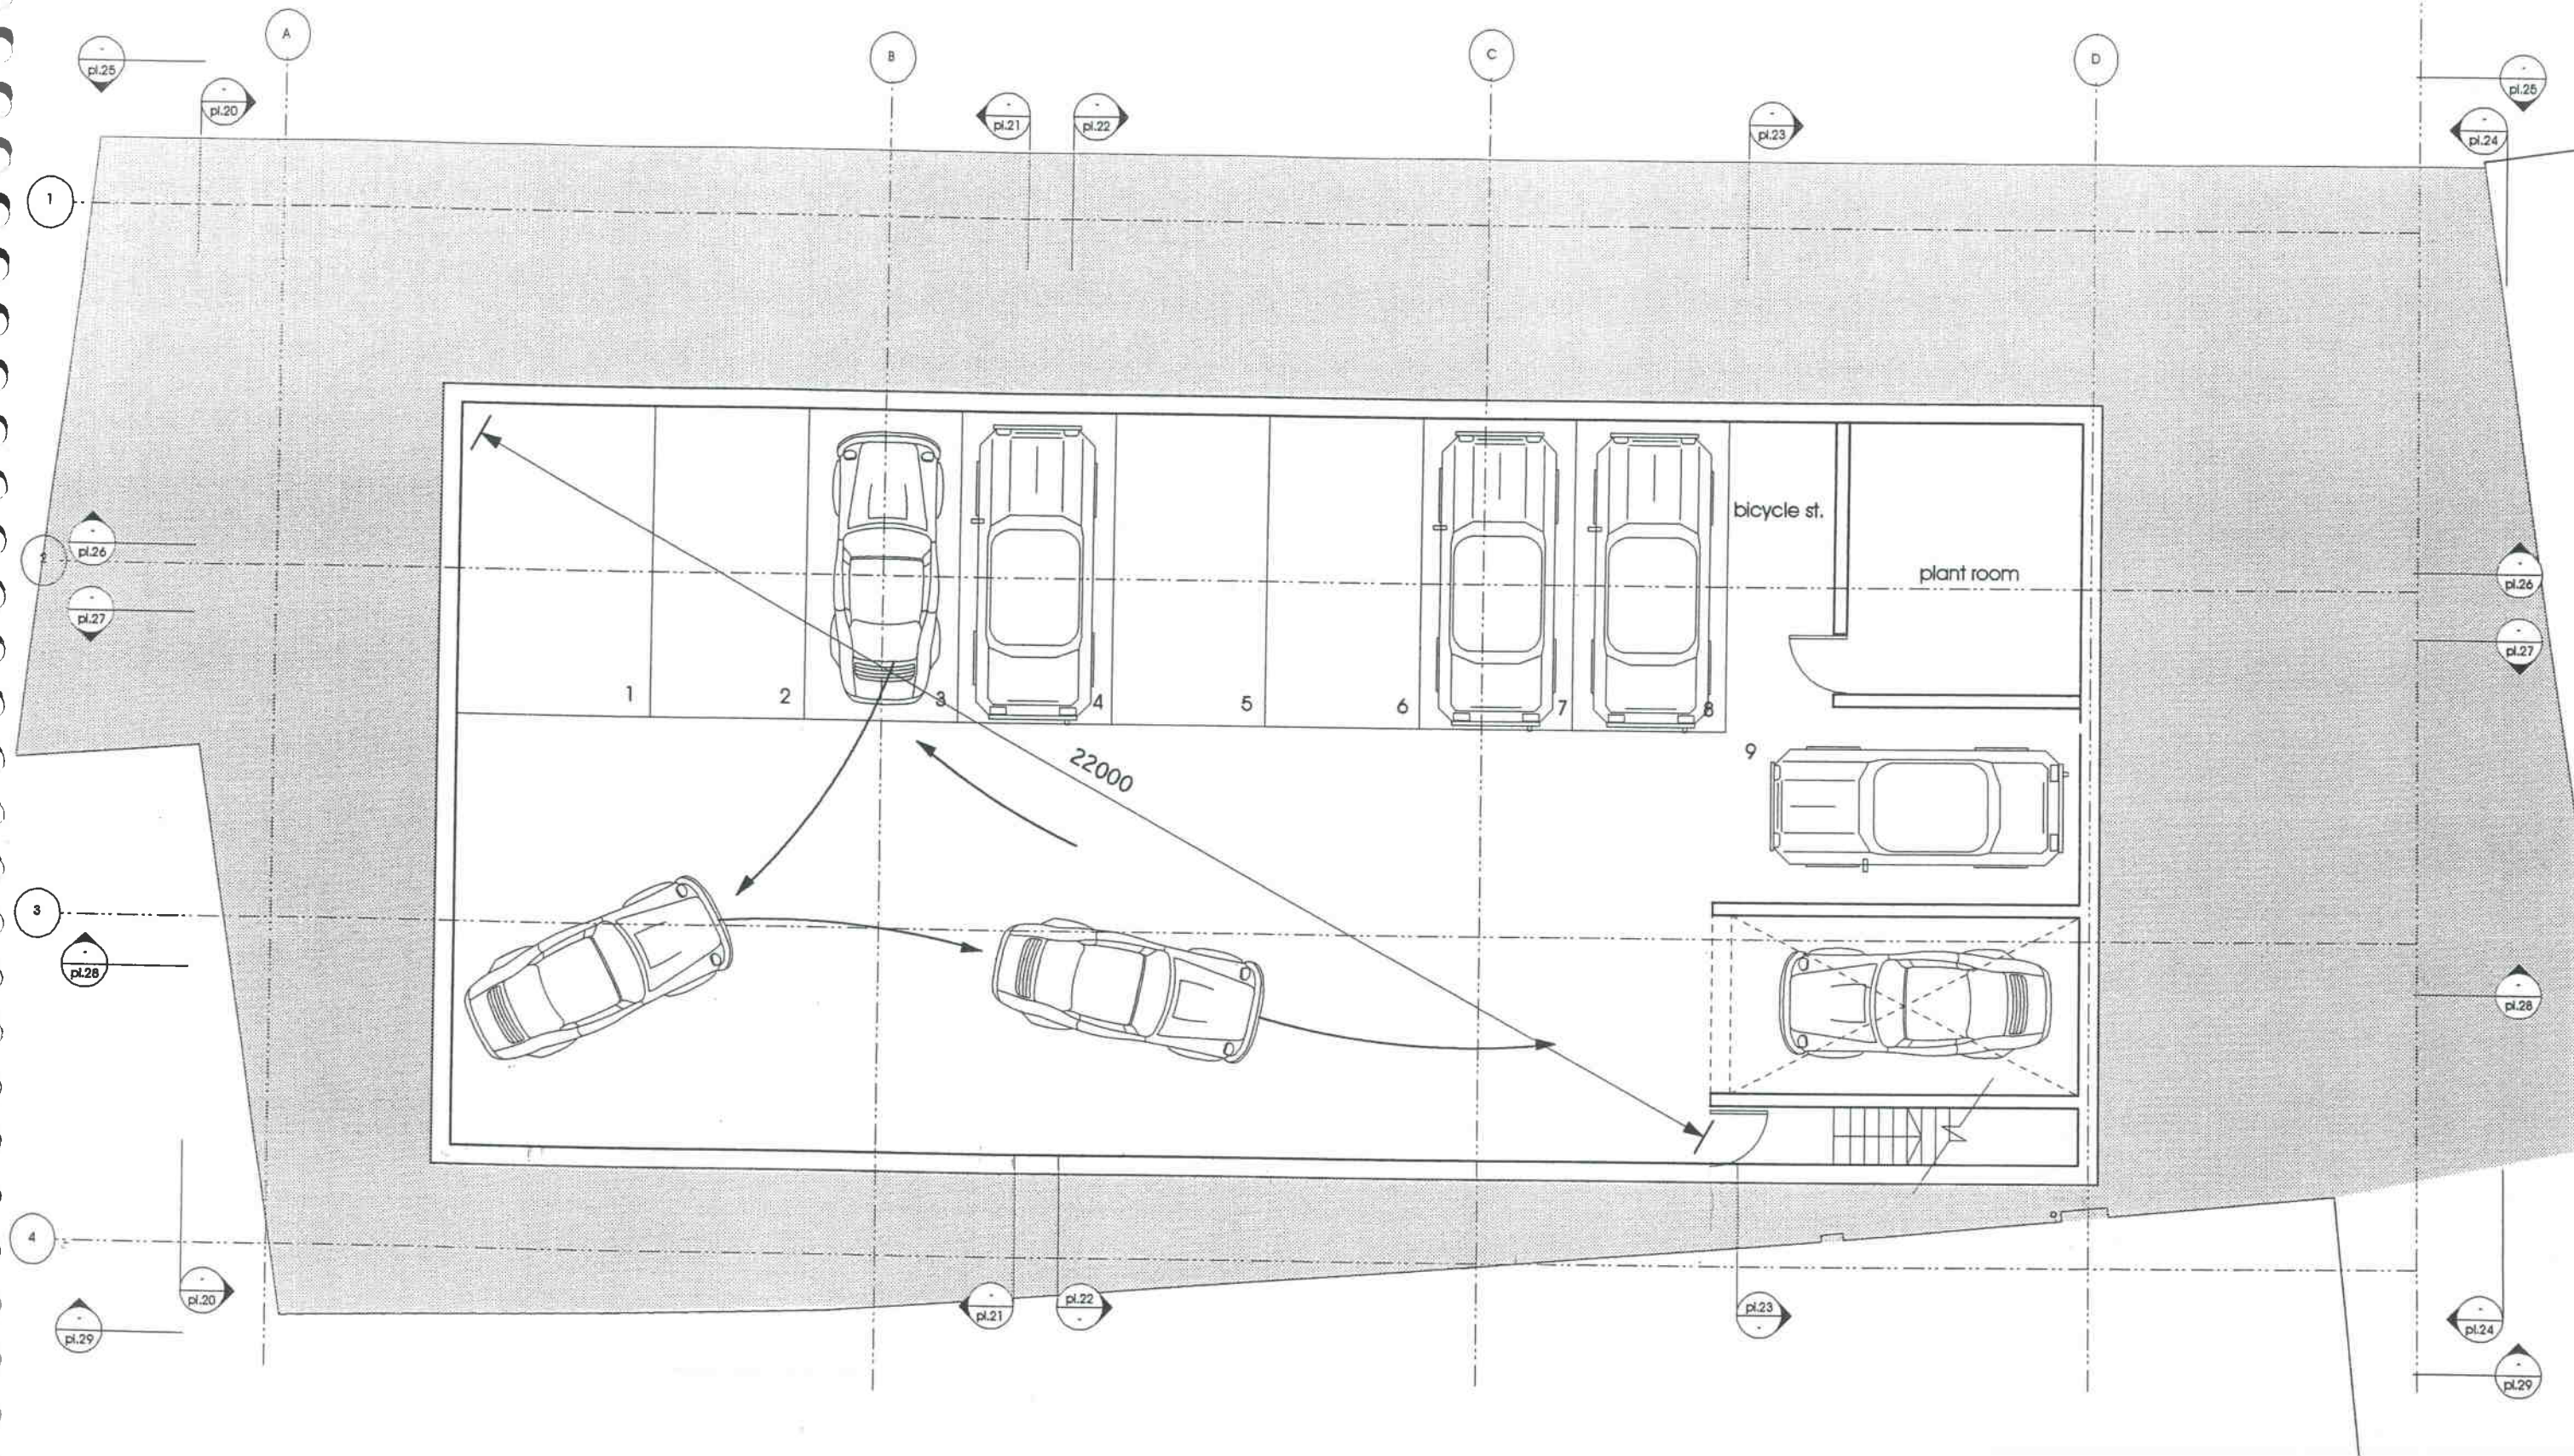 A
B
C
D
-
pl.25
-
pl.20
-
pl.21
-
pl.22
-
pl.23
-
pl.25
-
pl.24
1
bicycle st.
plant room
2
-
pl.26
-
pl.27
-
pl.26
-
pl.27
1
2
3
4
5
6
7
8
9
22000
3
-
pl.28
-
pl.28
4
-
pl.20
-
pl.29
-
pl.21
pl.22
-
pl.23
-
-
pl.24
-
pl.29